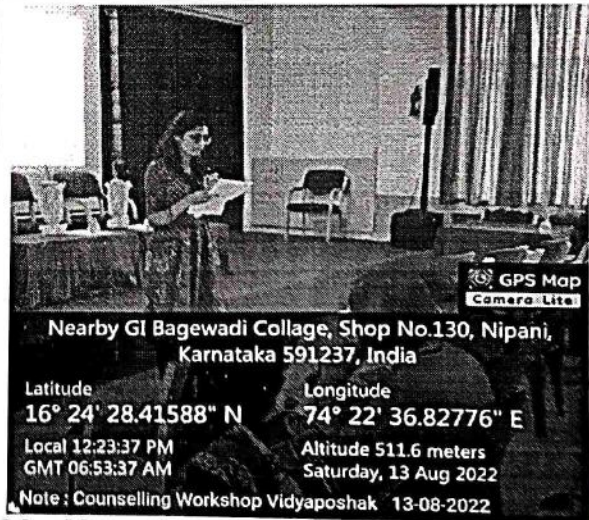 GPS Map
Camera Lite
Nearby GI Bagewadi Collage, Shop No.130, Nipani,
Karnataka 591237, India
Latitude
16° 24' 28.41588" N
Longitude
74° 22' 36.82776" E
Local 12:23:37 PM
GMT 06:53:37 AM
Altitude 511.6 meters
Saturday, 13 Aug 2022
Note : Counselling Workshop Vidyaposhak 13-08-2022